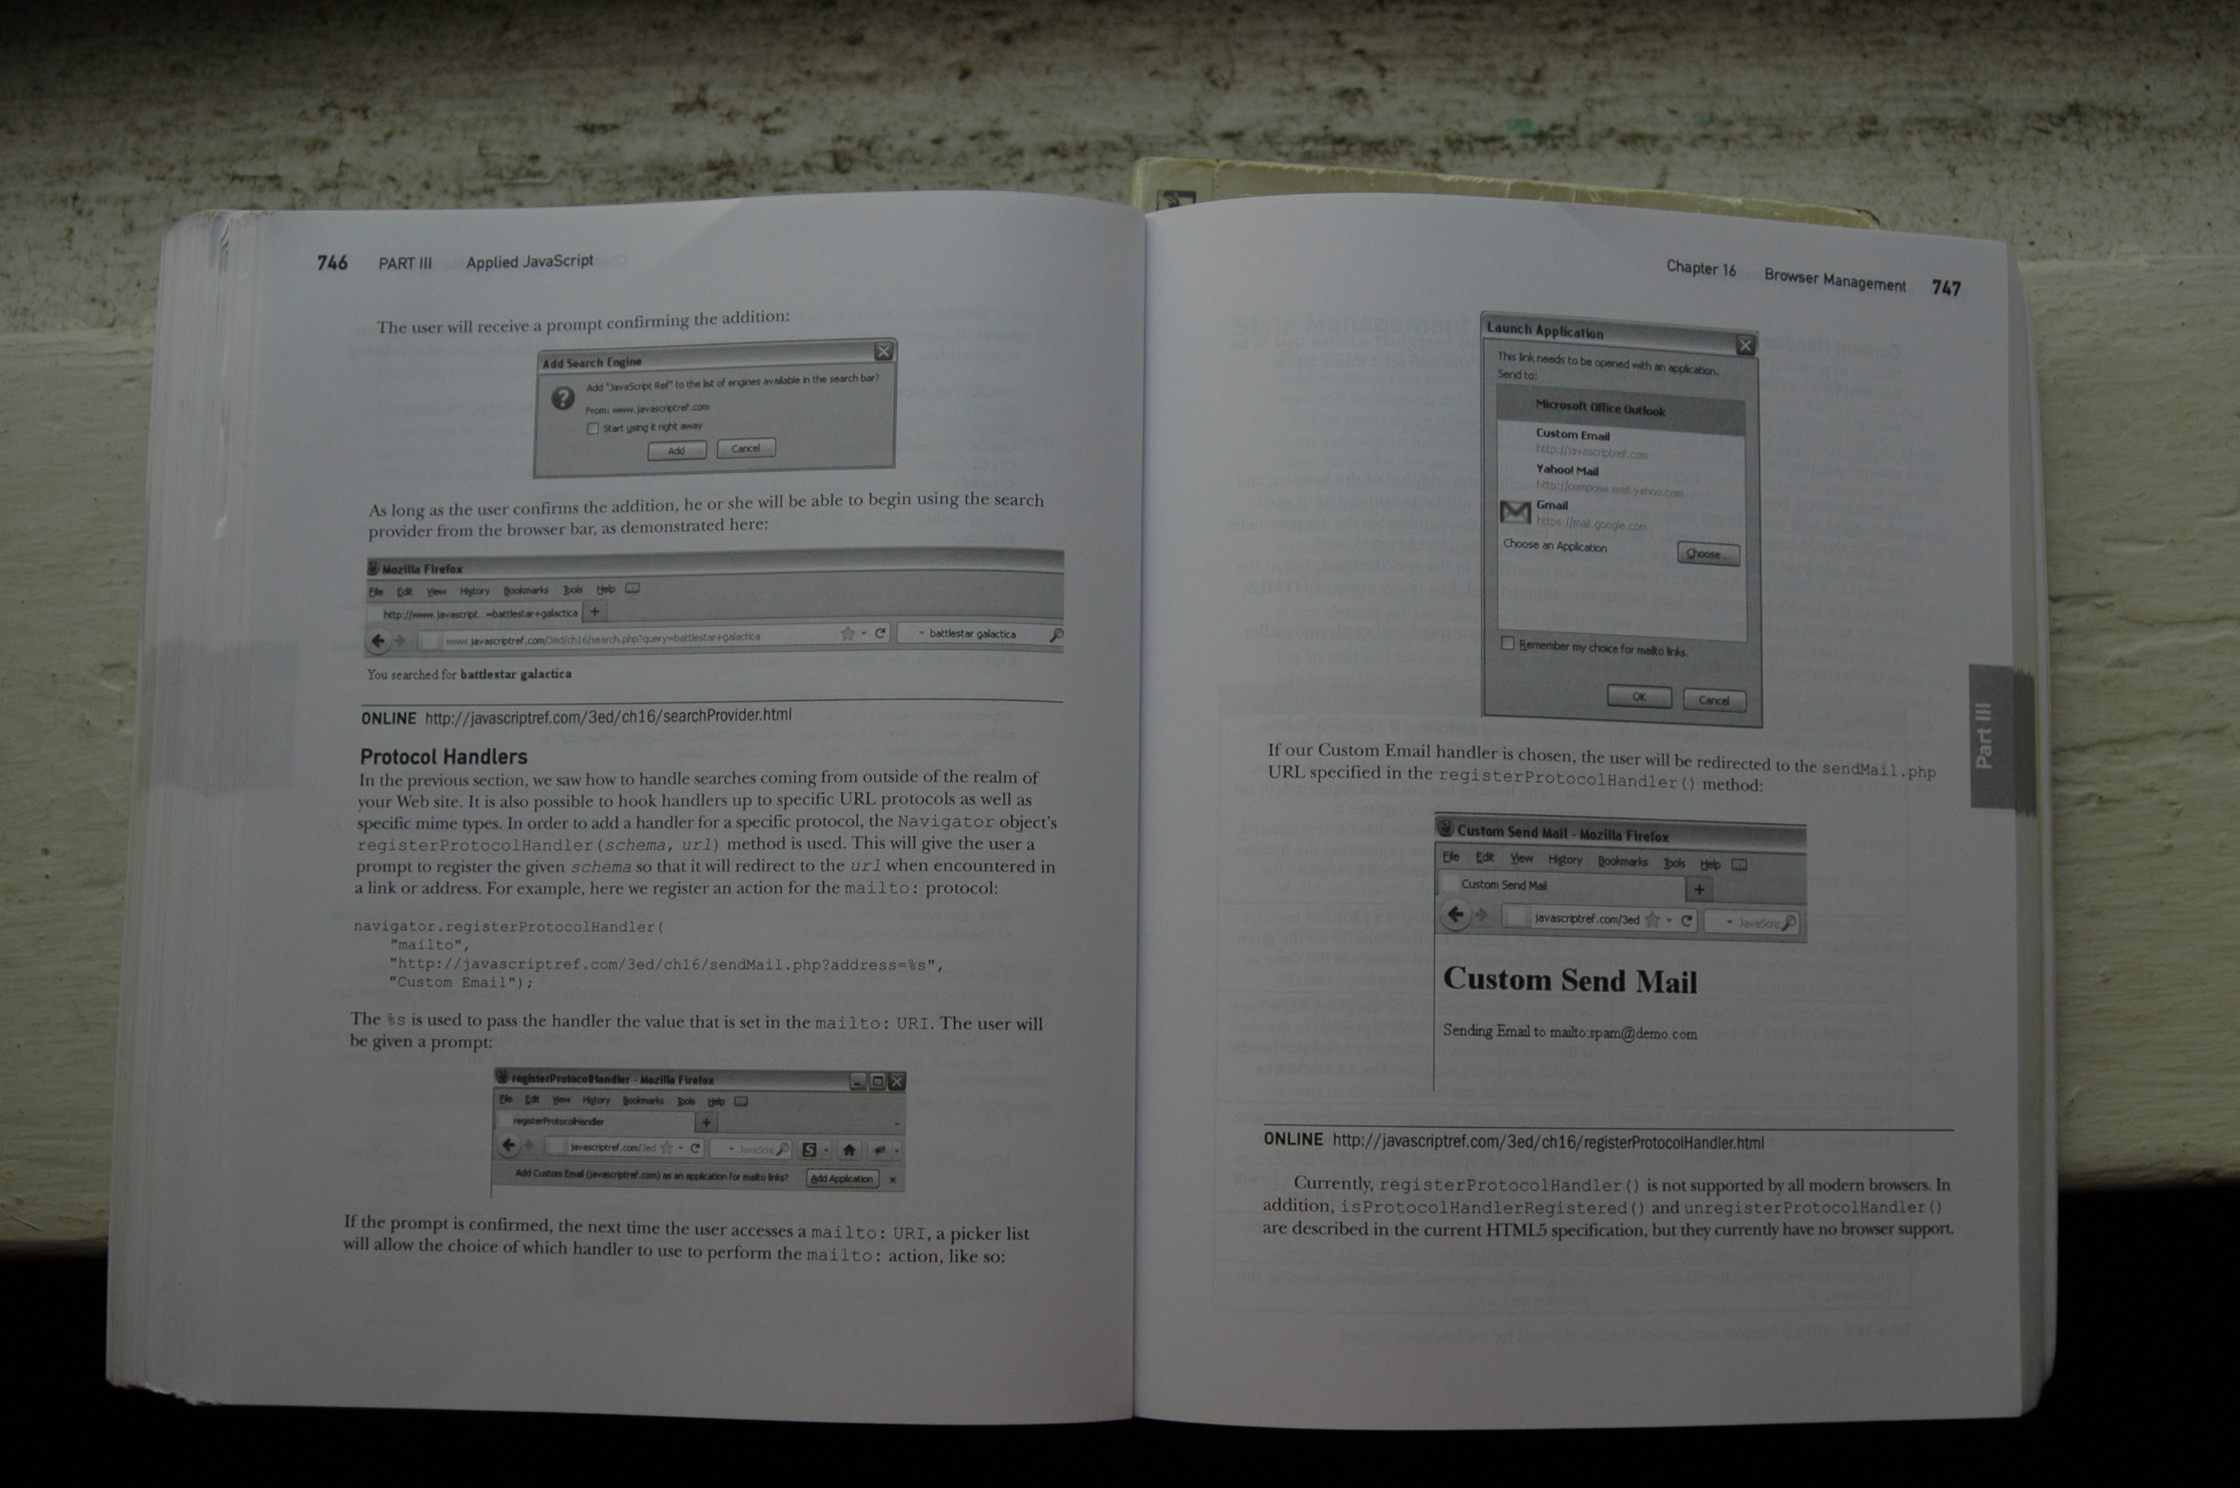 746 PART III Applied JavaScript
The user will receive a prompt confirming the addition:
Add Search Engine
Add "JavaScript Ref" to the list of engines available in the search bar?
From: www.javascriptref.com
Start using it right away
Add Cancel
As long as the user confirms the addition, he or she will be able to begin using the search
provider from the browser bar, as demonstrated here:
Mozilla Firefox
File Edit View History Bookmarks Tools Help
http://www.javascript...=battlestar+galactica +
www.javascriptref.com/3ed/ch16/search.php?query=battlestar+galactica battlestar galactica
You searched for battlestar galactica
ONLINE http://javascriptref.com/3ed/ch16/searchProvider.html
Protocol Handlers
In the previous section, we saw how to handle searches coming from outside of the realm of
your Web site. It is also possible to hook handlers up to specific URL protocols as well as
specific mime types. In order to add a handler for a specific protocol, the Navigator object's
registerProtocolHandler(schema, url) method is used. This will give the user a
prompt to register the given schema so that it will redirect to the url when encountered in
a link or address. For example, here we register an action for the mailto: protocol:
navigator.registerProtocolHandler(
"mailto",
"http://javascriptref.com/3ed/ch16/sendMail.php?address=%s",
"Custom Email");
The %s is used to pass the handler the value that is set in the mailto: URI. The user will
be given a prompt:
registerProtocolHandler - Mozilla Firefox
File Edit View History Bookmarks Tools Help
registerProtocolHandler +
javascriptref.com/3ed JavaScrip S
Add Custom Email (javascriptref.com) as an application for mailto links? Add Application x
If the prompt is confirmed, the next time the user accesses a mailto: URI, a picker list
will allow the choice of which handler to use to perform the mailto: action, like so:
Chapter 16 Browser Management 747
Launch Application
This link needs to be opened with an application.
Send to:
Microsoft Office Outlook
Custom Email
http://javascriptref.com
Yahoo! Mail
http://compose.mail.yahoo.com
Gmail
https://mail.google.com
Choose an Application Choose...
Remember my choice for mailto links.
OK Cancel
Part III
If our Custom Email handler is chosen, the user will be redirected to the sendMail.php
URL specified in the registerProtocolHandler() method:
Custom Send Mail - Mozilla Firefox
File Edit View History Bookmarks Tools Help
Custom Send Mail +
javascriptref.com/3ed JavaScrip
Custom Send Mail
Sending Email to mailto:spam@demo.com
ONLINE http://javascriptref.com/3ed/ch16/registerProtocolHandler.html
Currently, registerProtocolHandler() is not supported by all modern browsers. In
addition, isProtocolHandlerRegistered() and unregisterProtocolHandler()
are described in the current HTML5 specification, but they currently have no browser support.